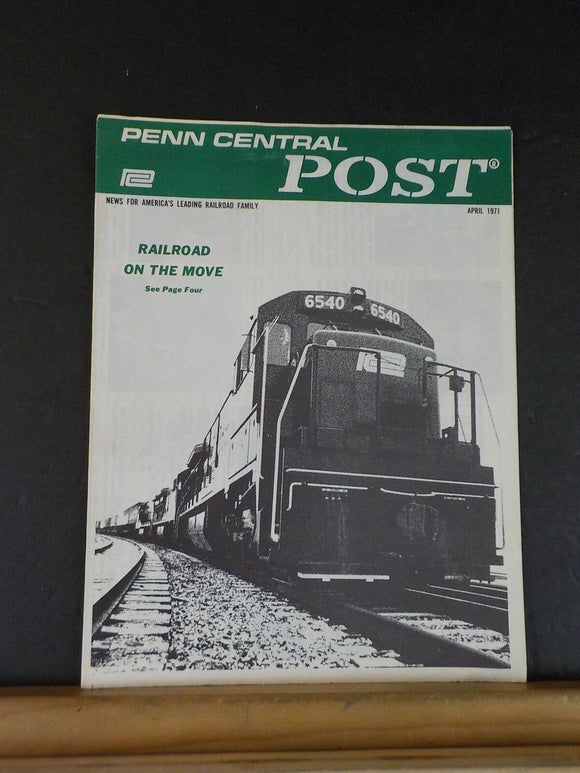 PENN CENTRAL
POST®
NEWS FOR AMERICA'S LEADING RAILROAD FAMILY
APRIL 1971
RAILROAD
ON THE MOVE
See Page Four
6540 6540